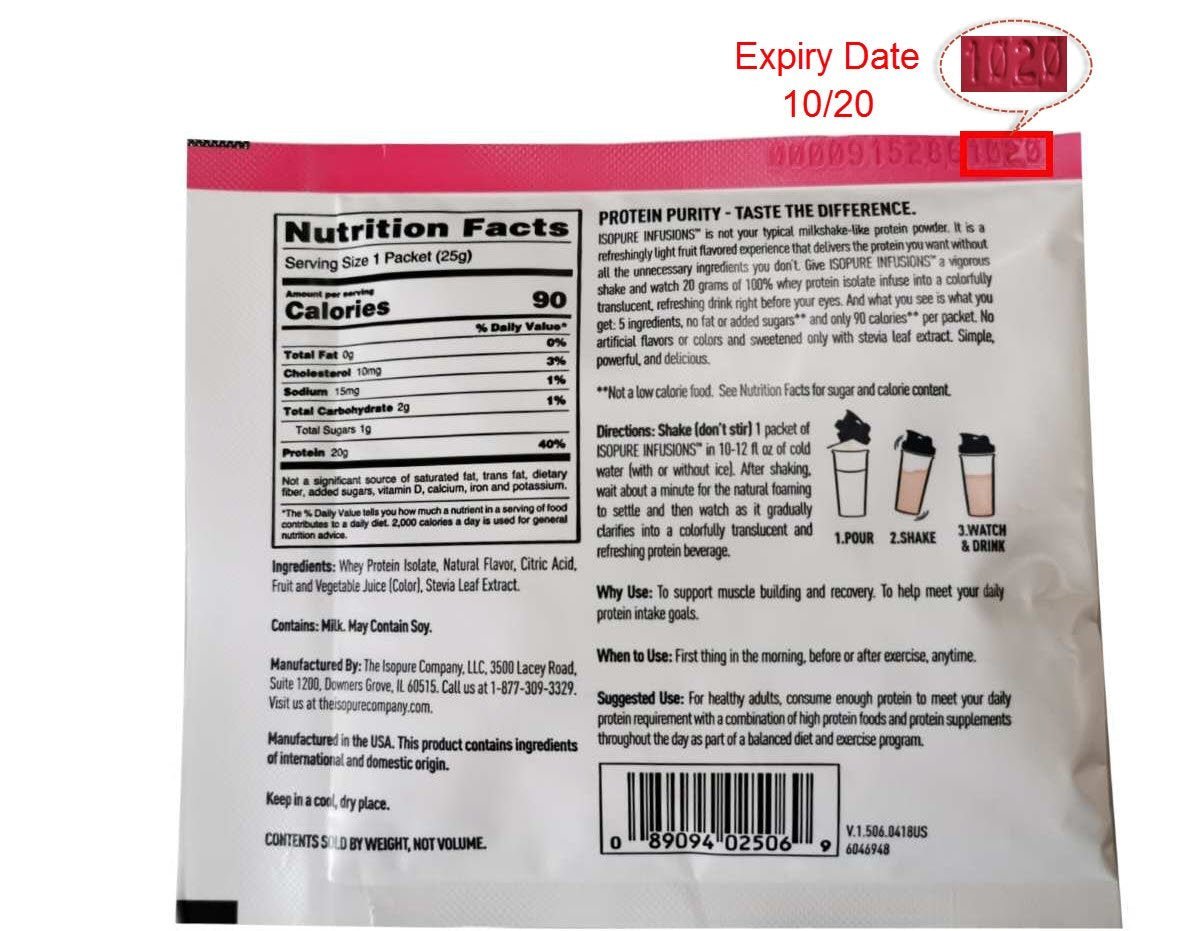 Expiry Date
10/20
1020
00009152861020
Nutrition Facts
Serving Size 1 Packet (25g)
Amount per serving
Calories 90
% Daily Value*
Total Fat 0g 0%
Cholesterol 10mg 3%
Sodium 15mg 1%
Total Carbohydrate 2g 1%
Total Sugars 1g
Protein 20g 40%
Not a significant source of saturated fat, trans fat, dietary
fiber, added sugars, vitamin D, calcium, iron and potassium.
*The % Daily Value tells you how much a nutrient in a serving of food
contributes to a daily diet. 2,000 calories a day is used for general
nutrition advice.
Ingredients: Whey Protein Isolate, Natural Flavor, Citric Acid,
Fruit and Vegetable Juice (Color), Stevia Leaf Extract.
Contains: Milk. May Contain Soy.
Manufactured By: The Isopure Company, LLC, 3500 Lacey Road,
Suite 1200, Downers Grove, IL 60515. Call us at 1-877-309-3329.
Visit us at theisopurecompany.com.
Manufactured in the USA. This product contains ingredients
of international and domestic origin.
Keep in a cool, dry place.
CONTENTS SOLD BY WEIGHT, NOT VOLUME.
PROTEIN PURITY - TASTE THE DIFFERENCE.
ISOPURE INFUSIONS™ is not your typical milkshake-like protein powder. It is a
refreshingly light fruit flavored experience that delivers the protein you want without
all the unnecessary ingredients you don't. Give ISOPURE INFUSIONS™ a vigorous
shake and watch 20 grams of 100% whey protein isolate infuse into a colorfully
translucent, refreshing drink right before your eyes. And what you see is what you
get: 5 ingredients, no fat or added sugars** and only 90 calories** per packet. No
artificial flavors or colors and sweetened only with stevia leaf extract. Simple,
powerful, and delicious.
**Not a low calorie food. See Nutrition Facts for sugar and calorie content.
Directions: Shake (don't stir) 1 packet of
ISOPURE INFUSIONS™ in 10-12 fl oz of cold
water (with or without ice). After shaking,
wait about a minute for the natural foaming
to settle and then watch as it gradually
clarifies into a colorfully translucent and
refreshing protein beverage.
1.POUR 2.SHAKE 3.WATCH
& DRINK
Why Use: To support muscle building and recovery. To help meet your daily
protein intake goals.
When to Use: First thing in the morning, before or after exercise, anytime.
Suggested Use: For healthy adults, consume enough protein to meet your daily
protein requirement with a combination of high protein foods and protein supplements
throughout the day as part of a balanced diet and exercise program.
0 89094 02506 9
V.1.506.0418US
6046948